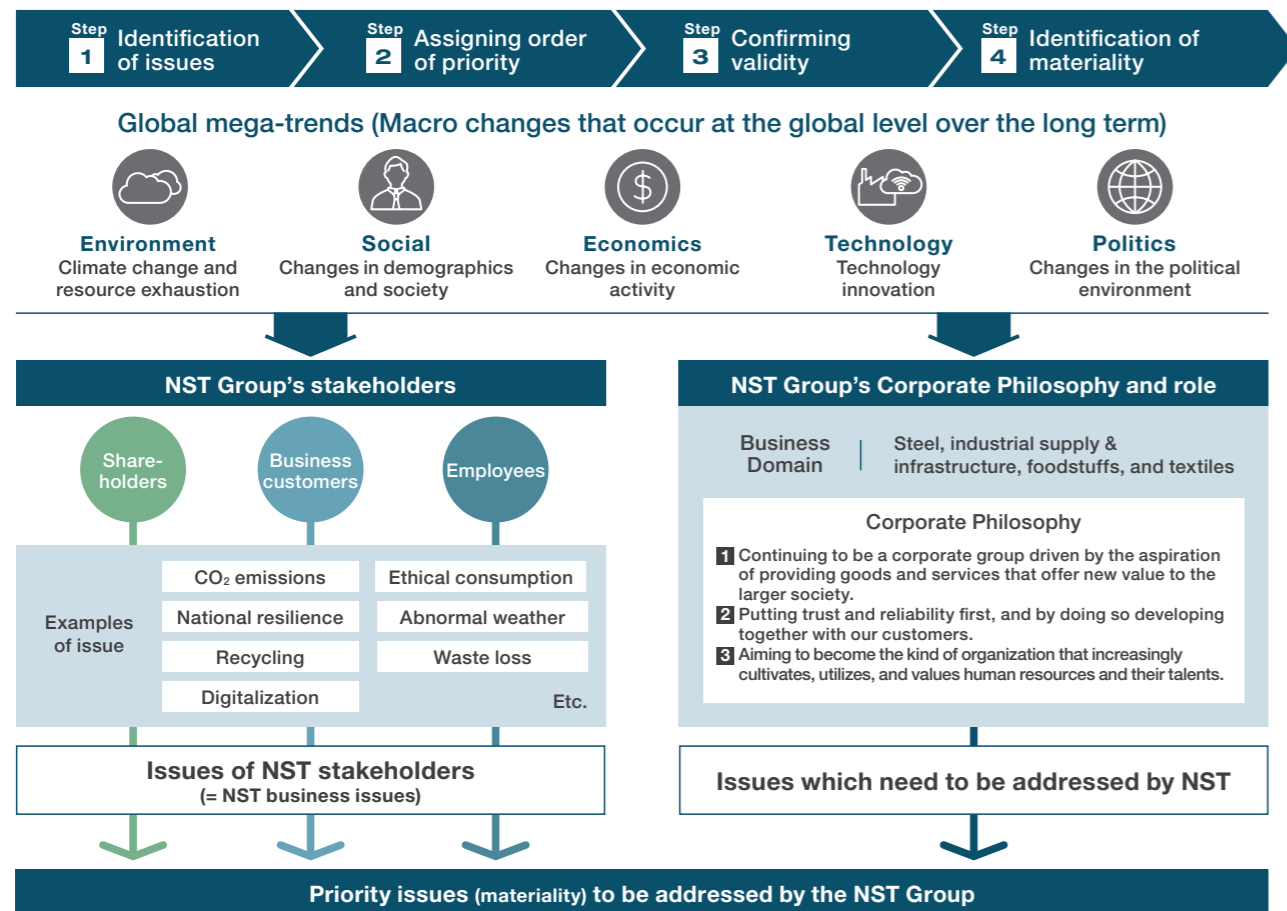 Step
1
Identification
of issues
Step
2
Assigning order
of priority
Step
3
Confirming
validity
Step
4
Identification of
materiality
Global mega-trends (Macro changes that occur at the global level over the long term)
$
Environment
Climate change and
resource exhaustion
Social
Changes in demographics
and society
Economics
Changes in economic
activity
Technology
Technology
innovation
Politics
Changes in the political
environment
NST Group's stakeholders
Share-
holders
Business
customers
Employees
Examples
of issue
CO₂ emissions
National resilience
Recycling
Digitalization
Ethical consumption
Abnormal weather
Waste loss
Etc.
Issues of NST stakeholders
(= NST business issues)
NST Group's Corporate Philosophy and role
Business
Domain
Steel, industrial supply &
infrastructure, foodstuffs, and textiles
Corporate Philosophy
1 Continuing to be a corporate group driven by the aspiration
of providing goods and services that offer new value to the
larger society.
2 Putting trust and reliability first, and by doing so developing
together with our customers.
3 Aiming to become the kind of organization that increasingly
cultivates, utilizes, and values human resources and their talents.
Issues which need to be addressed by NST
Priority issues (materiality) to be addressed by the NST Group